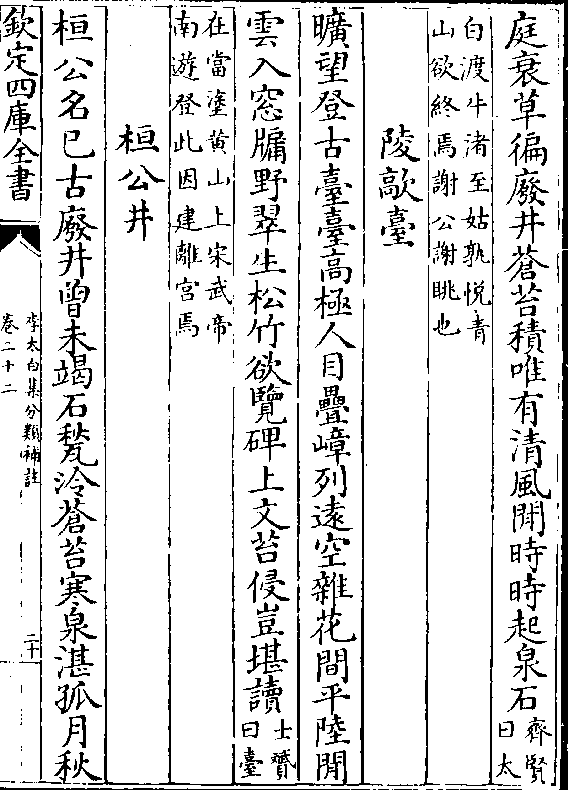 庭衰草徧廢井蒼苔積唯有清風閒時時起泉石齊賢曰太
白渡牛渚至姑孰悅青
山欲終焉謝公謝眺也
陵歊臺
曠望登古臺臺高極人目疊嶂列遠空雜花間平陸閒
雲入窓牖野翠生松竹欲覽碑上文苔侵豈堪讀士贇曰臺
在當塗黄山上宋武帝
南遊登此因建離宫焉
桓公井
桓公名已古廢井曾未竭石甃冷蒼苔寒泉湛孤月秋
欽定四庫全書
李太白集分類補註
卷二十二
二十